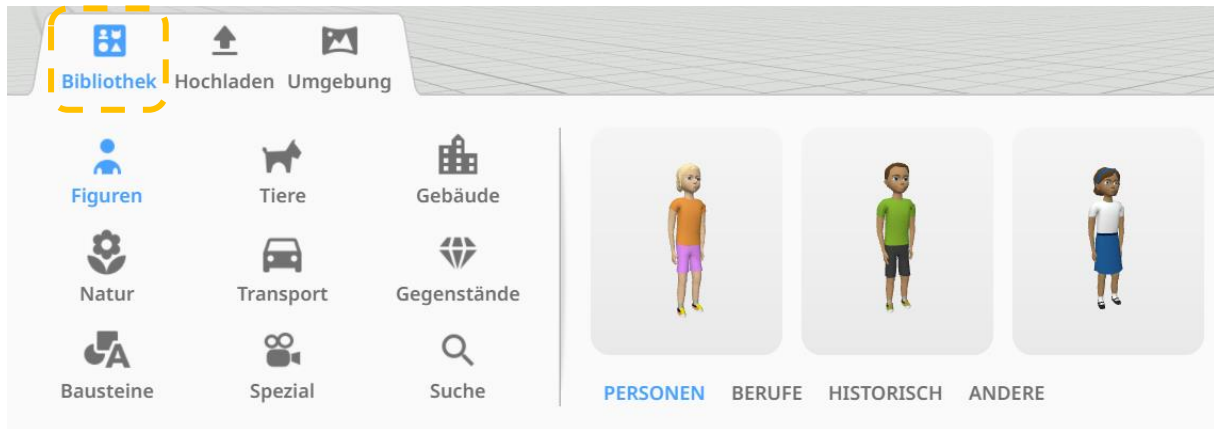 Bibliothek Hochladen Umgebung
Figuren Tiere Gebäude
Natur Transport Gegenstände
Bausteine Spezial Suche
PERSONEN BERUFE HISTORISCH ANDERE